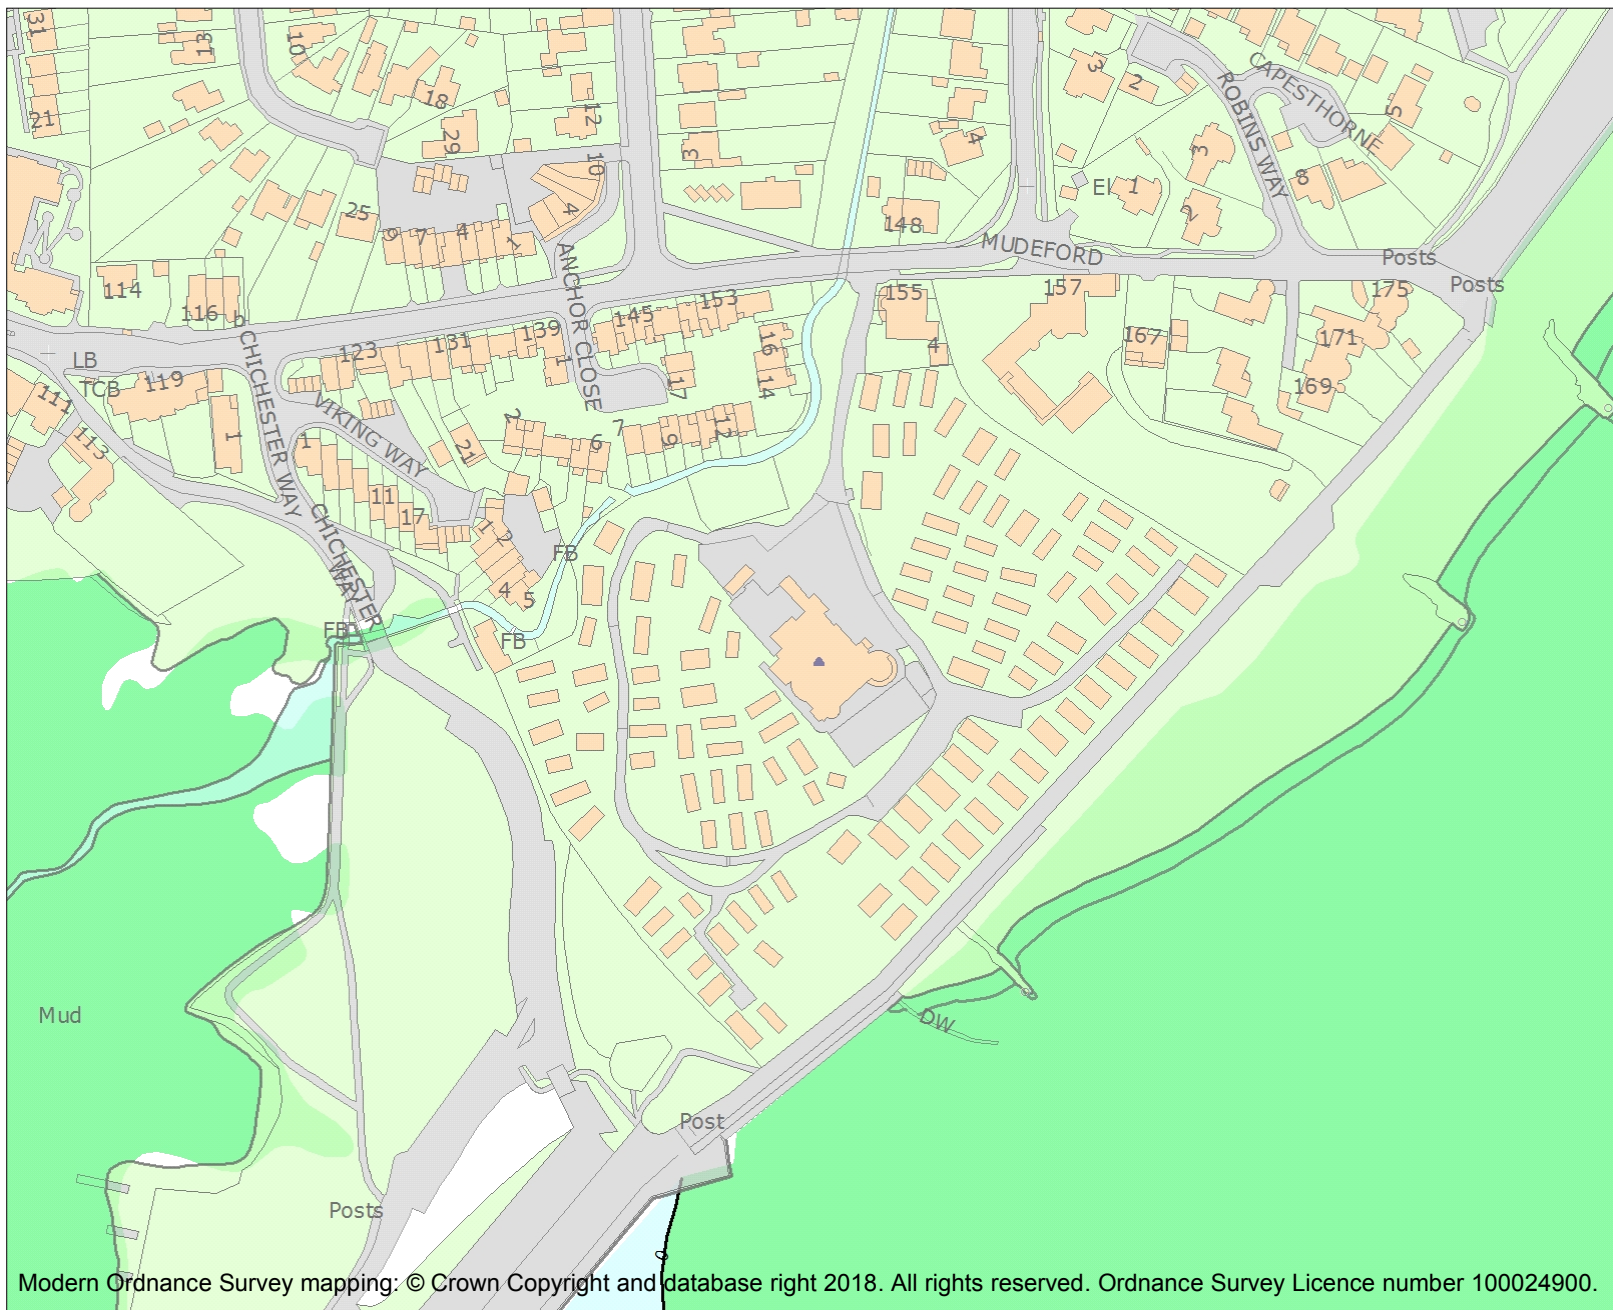 31
13
10
18
21
29
12
10
3
4
3
2
CAPESTHORNE
5
ROBINS WAY
3
8
EI
1
2
25
9
7
4
1
4
148
MUDEFORD
Posts
Posts
114
116
b
ANCHOR CLOSE
145
153
155
157
175
139
131
123
LB
TCB
119
111
113
1
CHICHESTER WAY
VIKING WAY
1
16
14
17
4
167
171
169
2
6
7
9
12
21
1
11
17
1
2
4
5
FB
FB
FB
CHICHESTER
WAY
CHICHESTER
Mud
DW
Post
Posts
Modern Ordnance Survey mapping: © Crown Copyright and database right 2018. All rights reserved. Ordnance Survey Licence number 100024900.